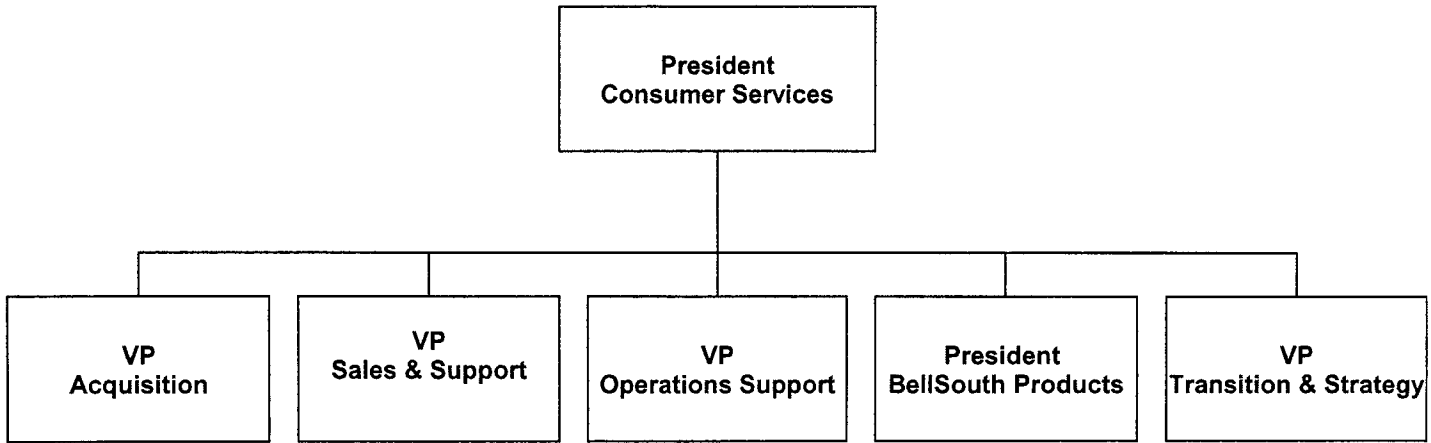 President
Consumer Services
VP
Acquisition
VP
Sales & Support
VP
Operations Support
President
BellSouth Products
VP
Transition & Strategy